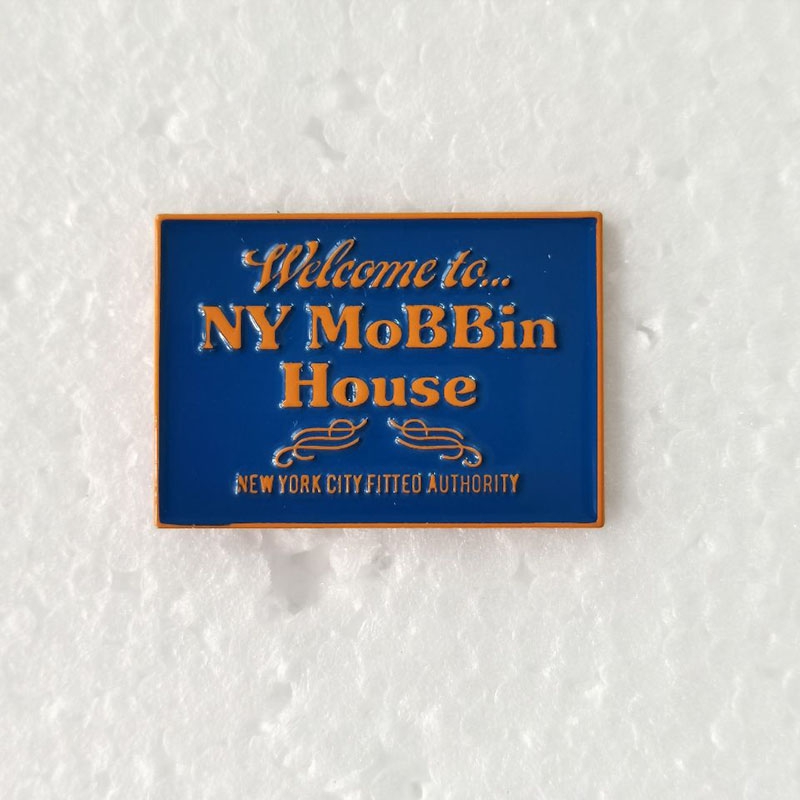 Welcome to...
NY MoBBin
House
NEW YORK CITY FITTED AUTHORITY